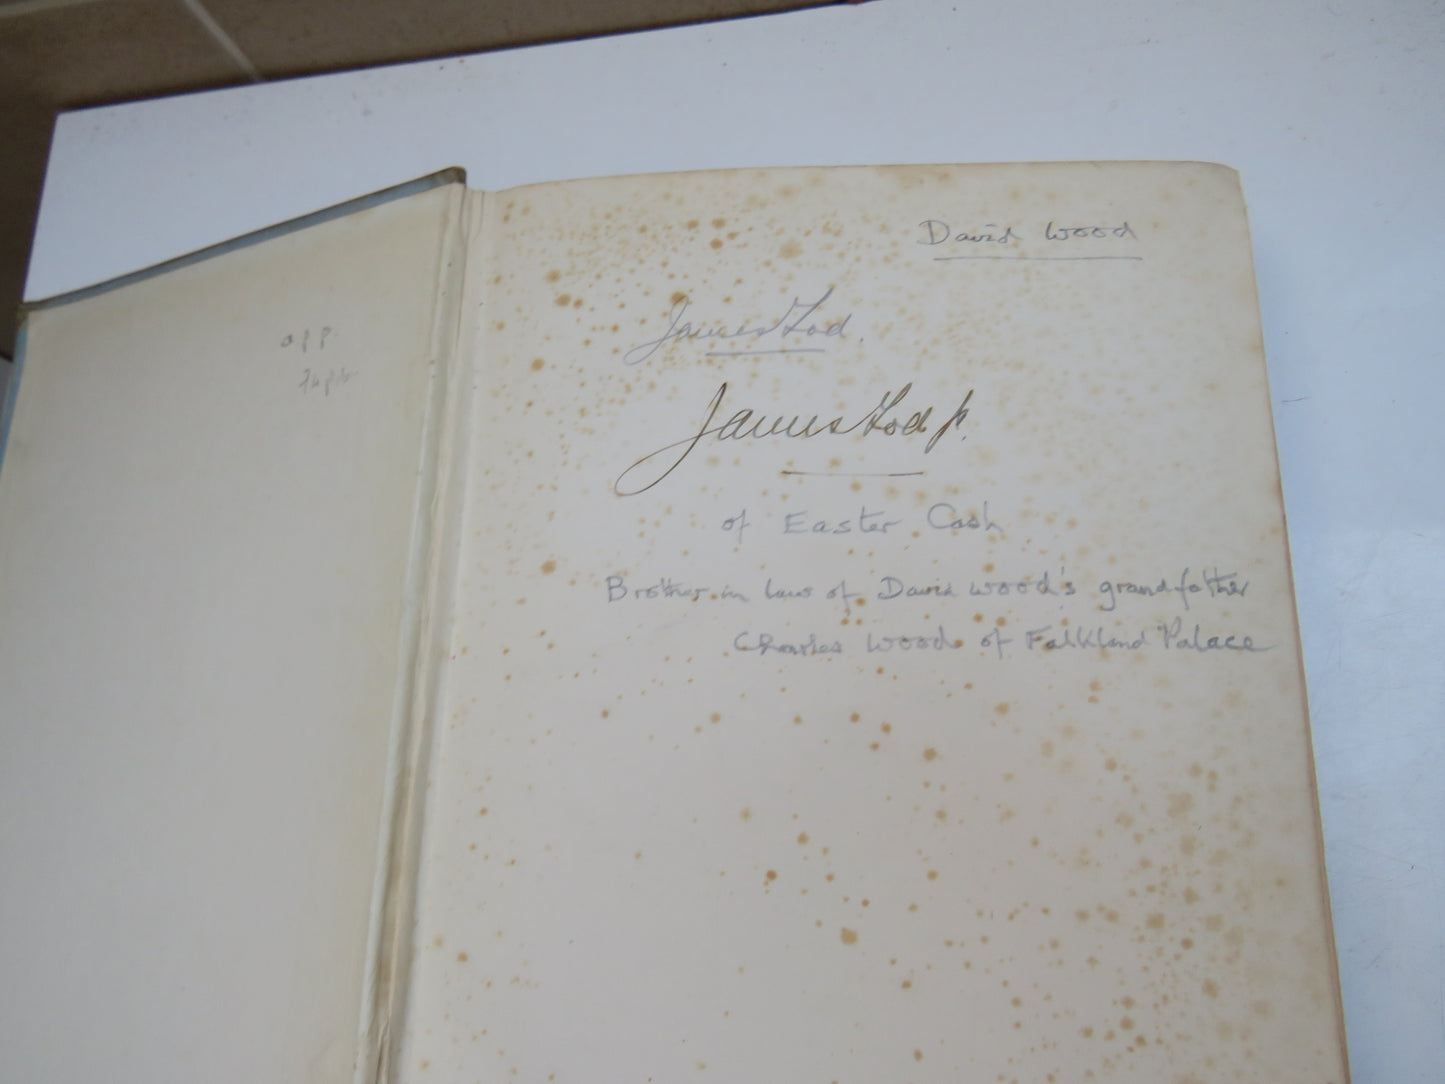 app.
David Wood
James Tod.
James Tod Jr.
of Easter Cash
Brother in law of David Wood's grandfather
Charles Wood of Falkland Palace